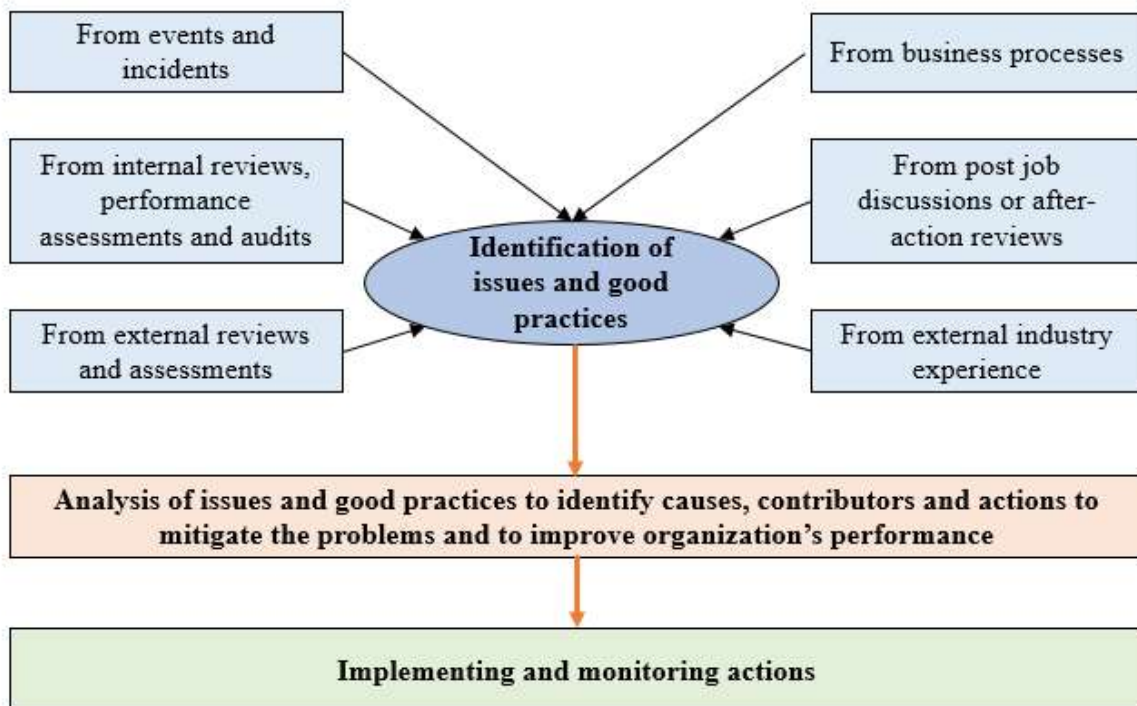 From events and
incidents
From business processes
From internal reviews,
performance
assessments and audits
From post job
discussions or after-
action reviews
Identification of
issues and good
practices
From external reviews
and assessments
From external industry
experience
Analysis of issues and good practices to identify causes, contributors and actions to
mitigate the problems and to improve organization’s performance
Implementing and monitoring actions